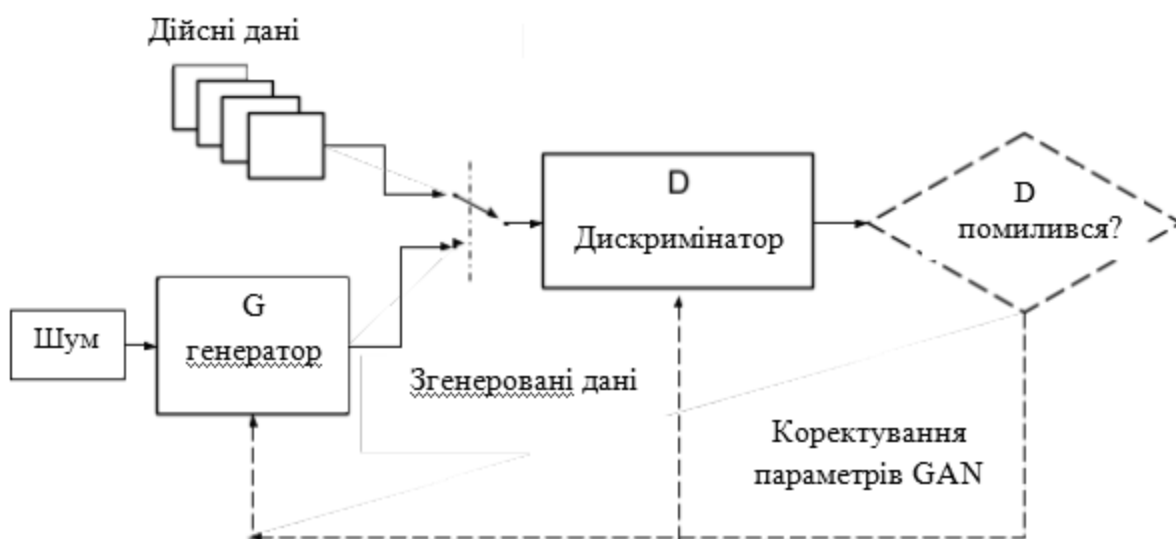 Дійсні дані
D
Дискримінатор
D
помилився?
Шум
G
генератор
Згенеровані дані
Коректування
параметрів GAN